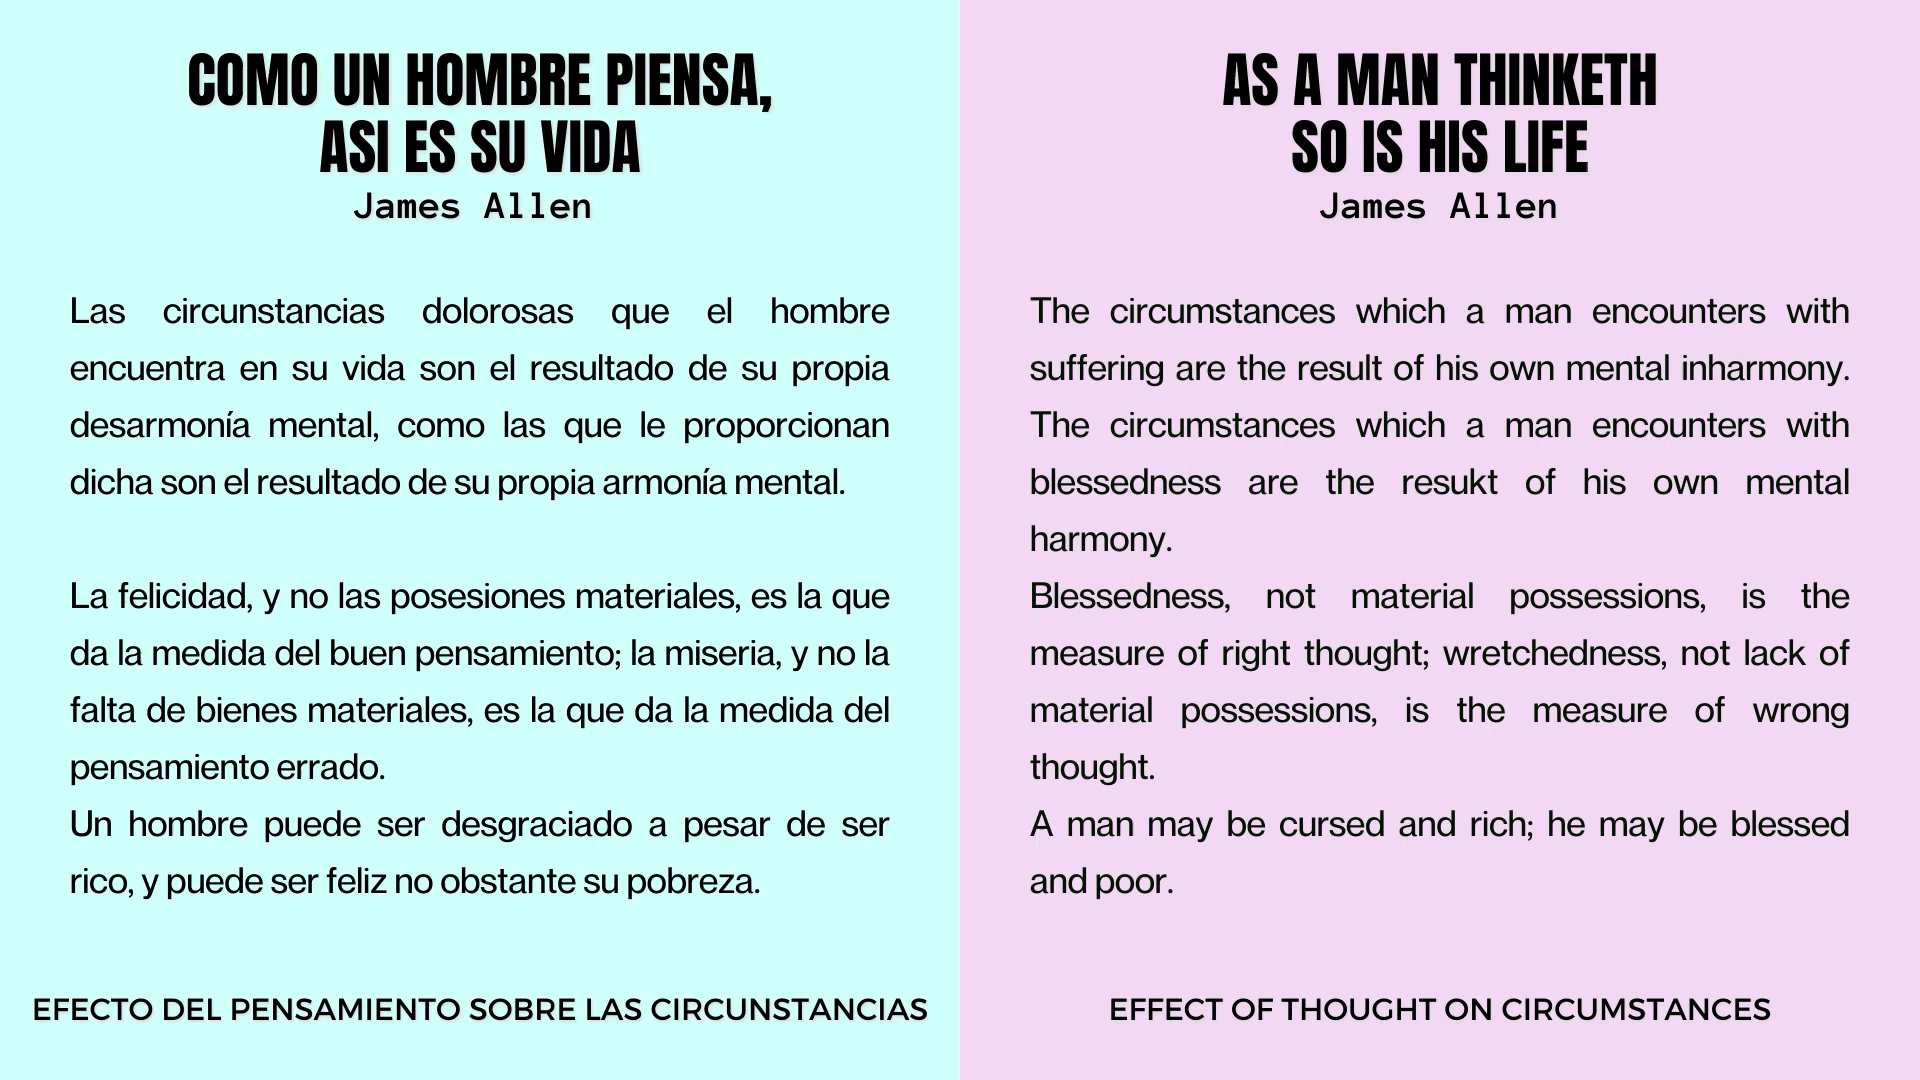 COMO UN HOMBRE PIENSA,
ASI ES SU VIDA
James Allen
Las circunstancias dolorosas que el hombre
encuentra en su vida son el resultado de su propia
desarmonía mental, como las que le proporcionan
dicha son el resultado de su propia armonía mental.
La felicidad, y no las posesiones materiales, es la que
da la medida del buen pensamiento; la miseria, y no la
falta de bienes materiales, es la que da la medida del
pensamiento errado.
Un hombre puede ser desgraciado a pesar de ser
rico, y puede ser feliz no obstante su pobreza.
EFECTO DEL PENSAMIENTO SOBRE LAS CIRCUNSTANCIAS
AS A MAN THINKETH
SO IS HIS LIFE
James Allen
The circumstances which a man encounters with
suffering are the result of his own mental inharmony.
The circumstances which a man encounters with
blessedness are the resukt of his own mental
harmony.
Blessedness, not material possessions, is the
measure of right thought; wretchedness, not lack of
material possessions, is the measure of wrong
thought.
A man may be cursed and rich; he may be blessed
and poor.
EFFECT OF THOUGHT ON CIRCUMSTANCES